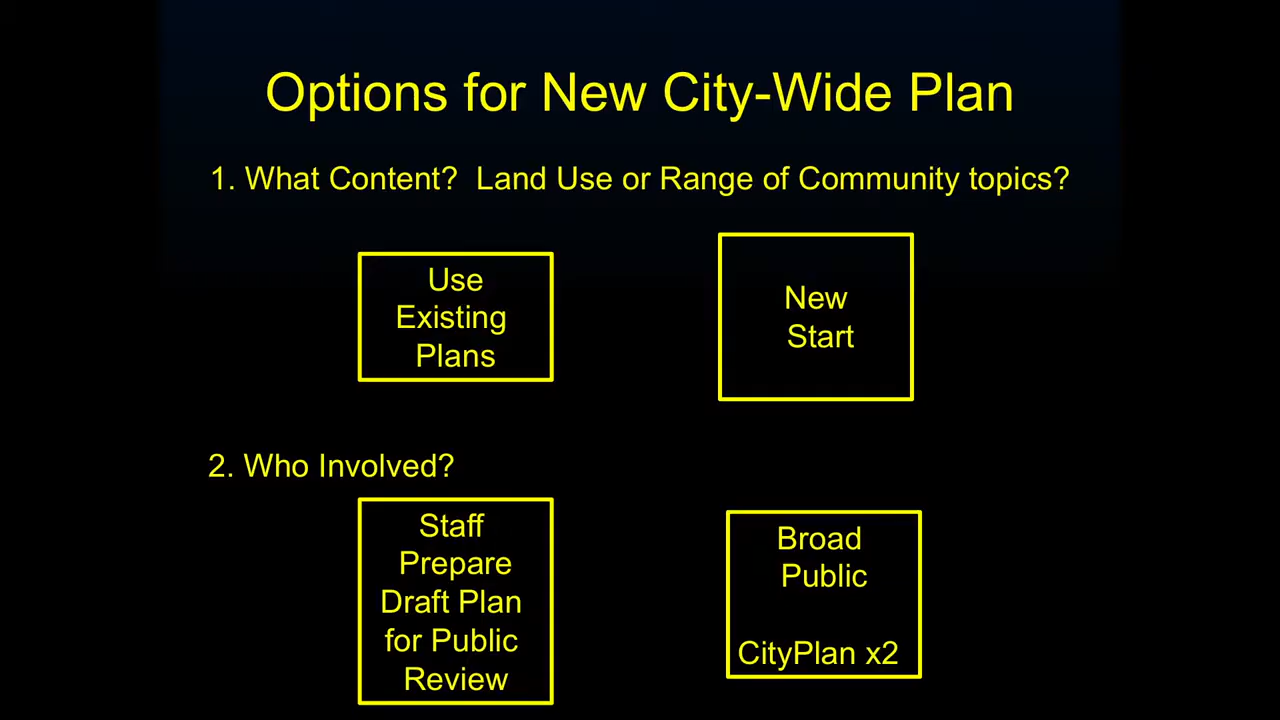 Options for New City-Wide Plan
1. What Content?  Land Use or Range of Community topics?
Use
Existing
Plans
New
Start
2. Who Involved?
Staff
Prepare
Draft Plan
for Public
Review
Broad
Public
CityPlan x2